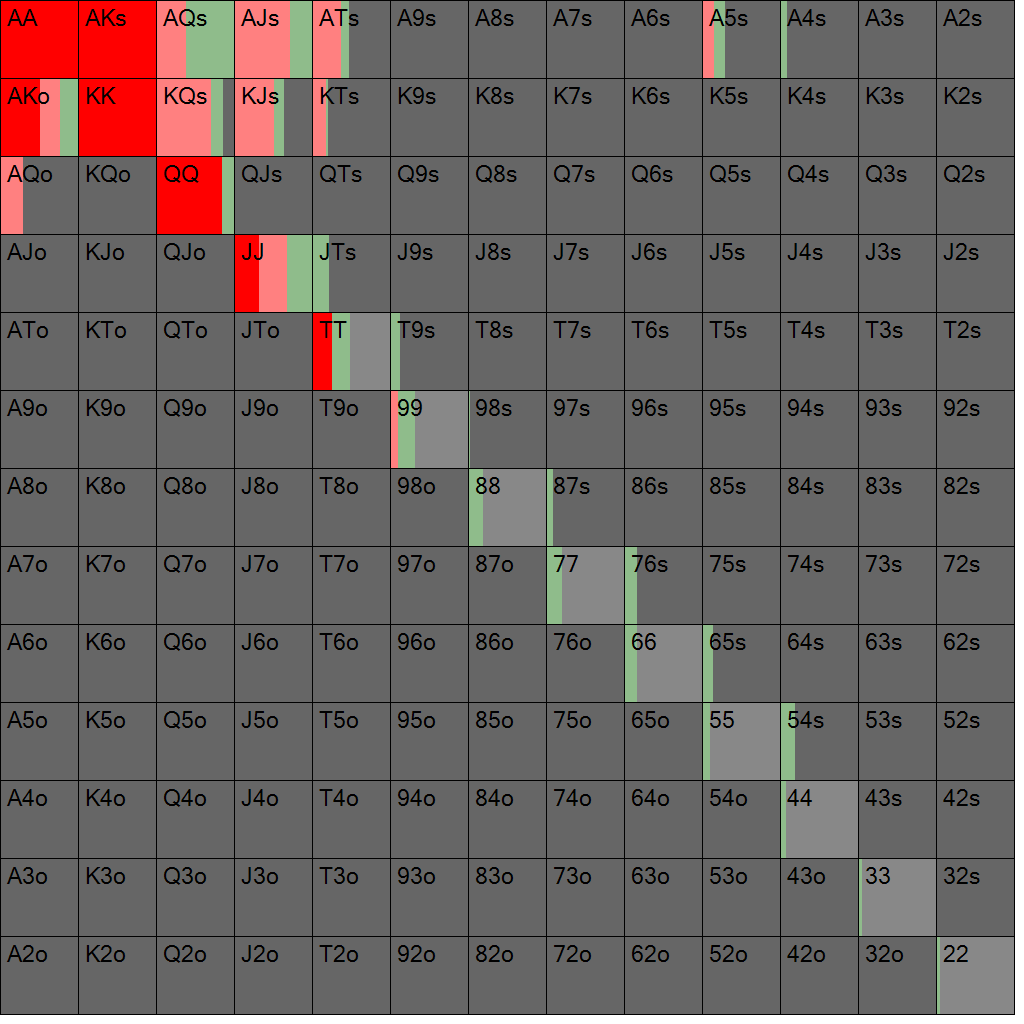 AA AKs AQs AJs ATs A9s A8s A7s A6s A5s A4s A3s A2s
AKo KK KQs KJs KTs K9s K8s K7s K6s K5s K4s K3s K2s
AQo KQo QQ QJs QTs Q9s Q8s Q7s Q6s Q5s Q4s Q3s Q2s
AJo KJo QJo JJ JTs J9s J8s J7s J6s J5s J4s J3s J2s
ATo KTo QTo JTo TT T9s T8s T7s T6s T5s T4s T3s T2s
A9o K9o Q9o J9o T9o 99 98s 97s 96s 95s 94s 93s 92s
A8o K8o Q8o J8o T8o 98o 88 87s 86s 85s 84s 83s 82s
A7o K7o Q7o J7o T7o 97o 87o 77 76s 75s 74s 73s 72s
A6o K6o Q6o J6o T6o 96o 86o 76o 66 65s 64s 63s 62s
A5o K5o Q5o J5o T5o 95o 85o 75o 65o 55 54s 53s 52s
A4o K4o Q4o J4o T4o 94o 84o 74o 64o 54o 44 43s 42s
A3o K3o Q3o J3o T3o 93o 83o 73o 63o 53o 43o 33 32s
A2o K2o Q2o J2o T2o 92o 82o 72o 62o 52o 42o 32o 22